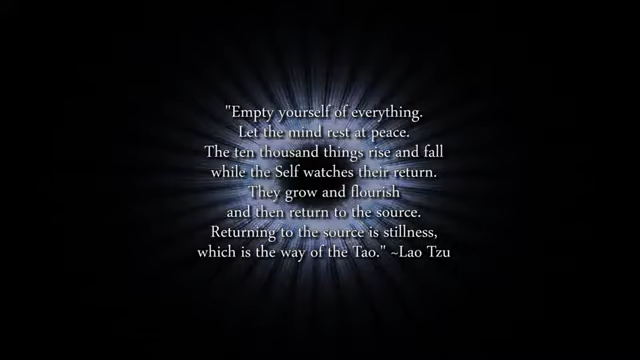 "Empty yourself of everything.
Let the mind rest at peace.
The ten thousand things rise and fall
while the Self watches their return.
They grow and flourish
and then return to the source.
Returning to the source is stillness,
which is the way of the Tao." ~Lao Tzu